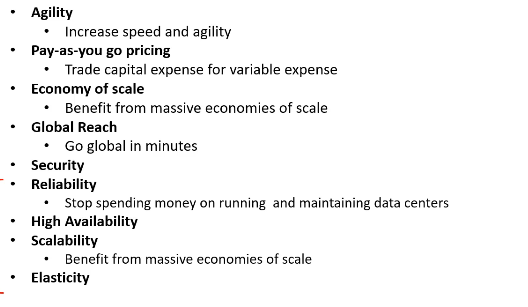 • Agility
• Increase speed and agility
• Pay-as-you go pricing
• Trade capital expense for variable expense
• Economy of scale
• Benefit from massive economies of scale
• Global Reach
• Go global in minutes
• Security
• Reliability
• Stop spending money on running  and maintaining data centers
• High Availability
• Scalability
• Benefit from massive economies of scale
• Elasticity